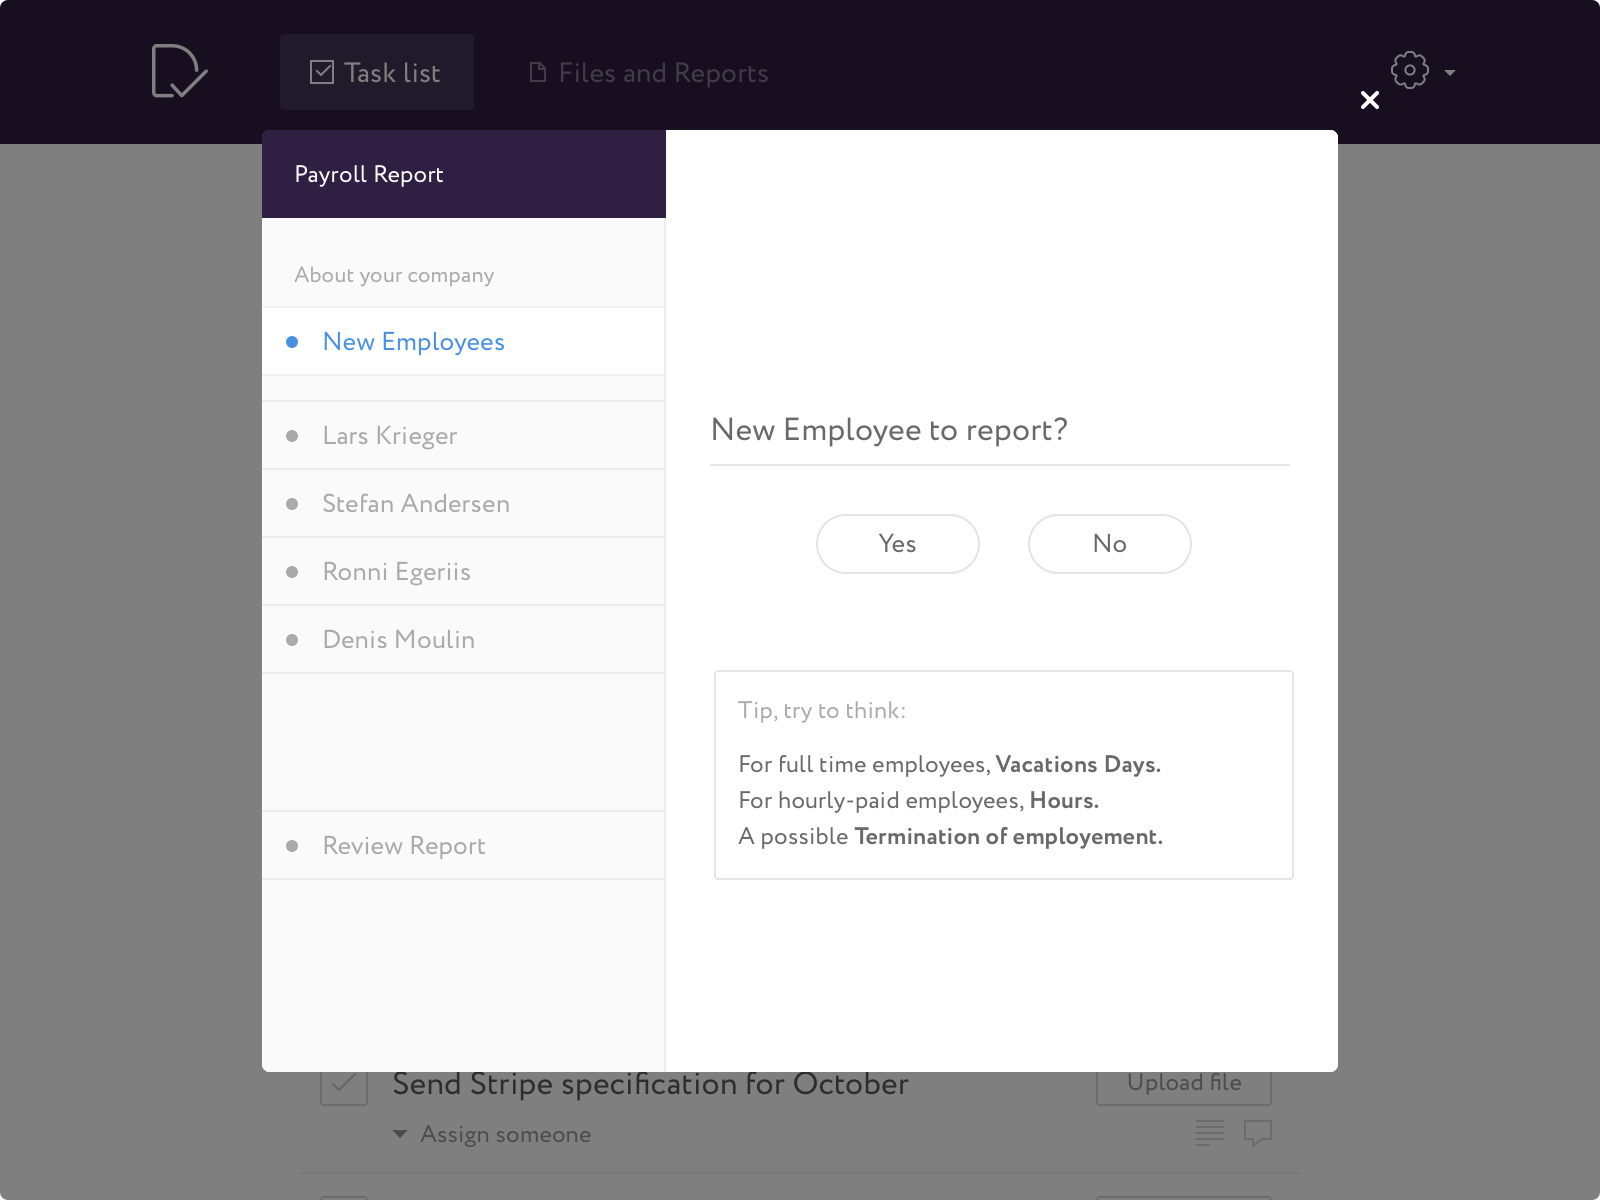 Task list
Files and Reports
Payroll Report
About your company
New Employees
Lars Krieger
Stefan Andersen
Ronni Egeriis
Denis Moulin
Review Report
New Employee to report?
Yes
No
Tip, try to think:
For full time employees, Vacations Days.
For hourly-paid employees, Hours.
A possible Termination of employement.
Send Stripe specification for October
Upload file
Assign someone